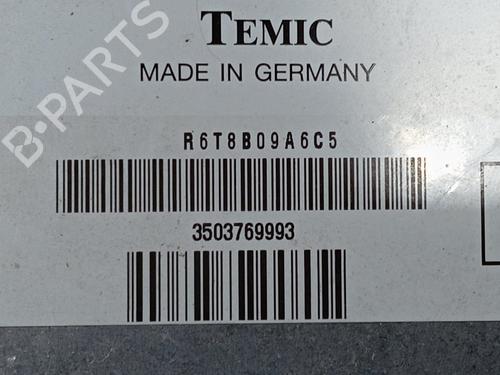 TEMIC
MADE IN GERMANY
R6T8B09A6C5
3503769993
B-PARTS